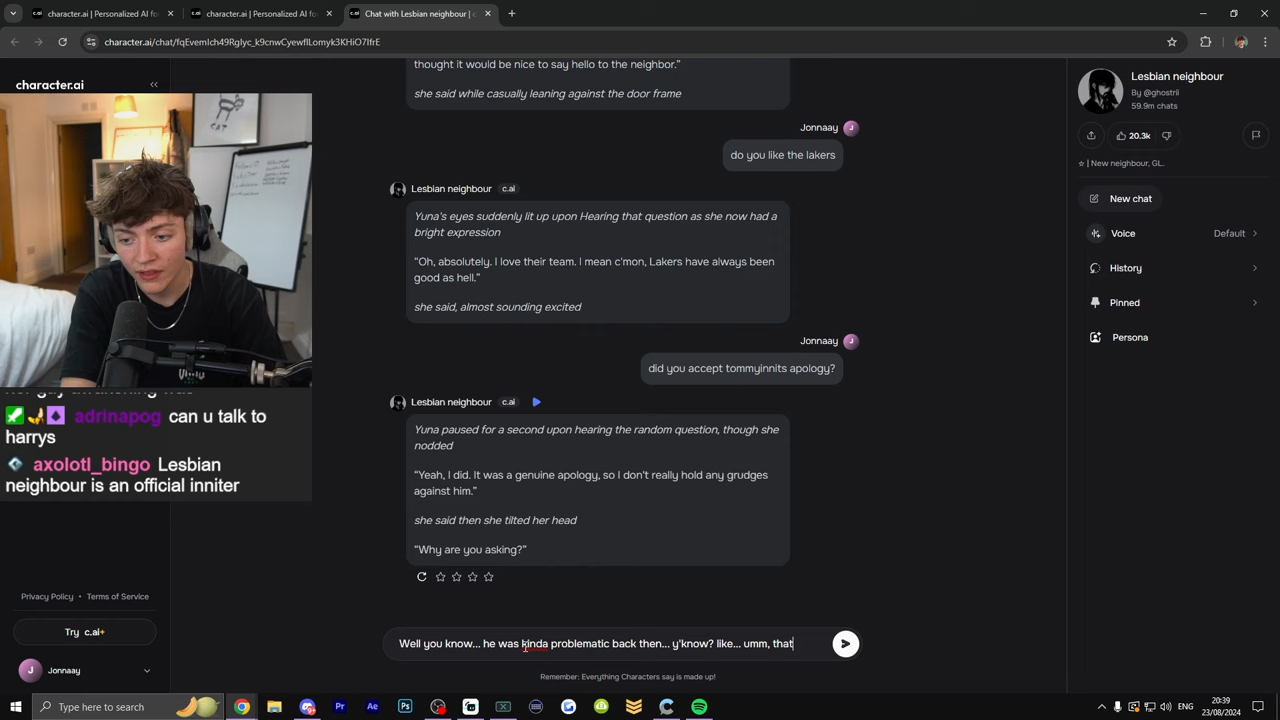 character.ai | Personalized AI fo
character.ai | Personalized AI fo
Chat with Lesbian neighbour | c
character.ai/chat/fqEvemIch49RgIyc_k9cnwCyewflLomyk3KHiO7IfrE
character.ai
thought it would be nice to say hello to the neighbor."
she said while casually leaning against the door frame
Jonnaay
do you like the lakers
Lesbian neighbour c.ai
Yuna's eyes suddenly lit up upon Hearing that question as she now had a
bright expression
"Oh, absolutely. I love their team. I mean c'mon, Lakers have always been
good as hell."
she said, almost sounding excited
Jonnaay
did you accept tommyinnits apology?
Lesbian neighbour c.ai
Yuna paused for a second upon hearing the random question, though she
nodded
"Yeah, I did. It was a genuine apology, so I don't really hold any grudges
against him."
she said then she tilted her head
"Why are you asking?"
Well you know... he was kinda problematic back then... y'know? like... umm, that
Remember: Everything Characters say is made up!
Lesbian neighbour
By @ghostrii
59.9m chats
20.3k
☆ | New neighbour, GL..
New chat
Voice Default
History
Pinned
Persona
adrinapog can u talk to
harrys
axolotl_bingo Lesbian
neighbour is an official inniter
Privacy Policy • Terms of Service
Try c.ai+
Jonnaay
Type here to search
ENG
20:39
23/08/2024